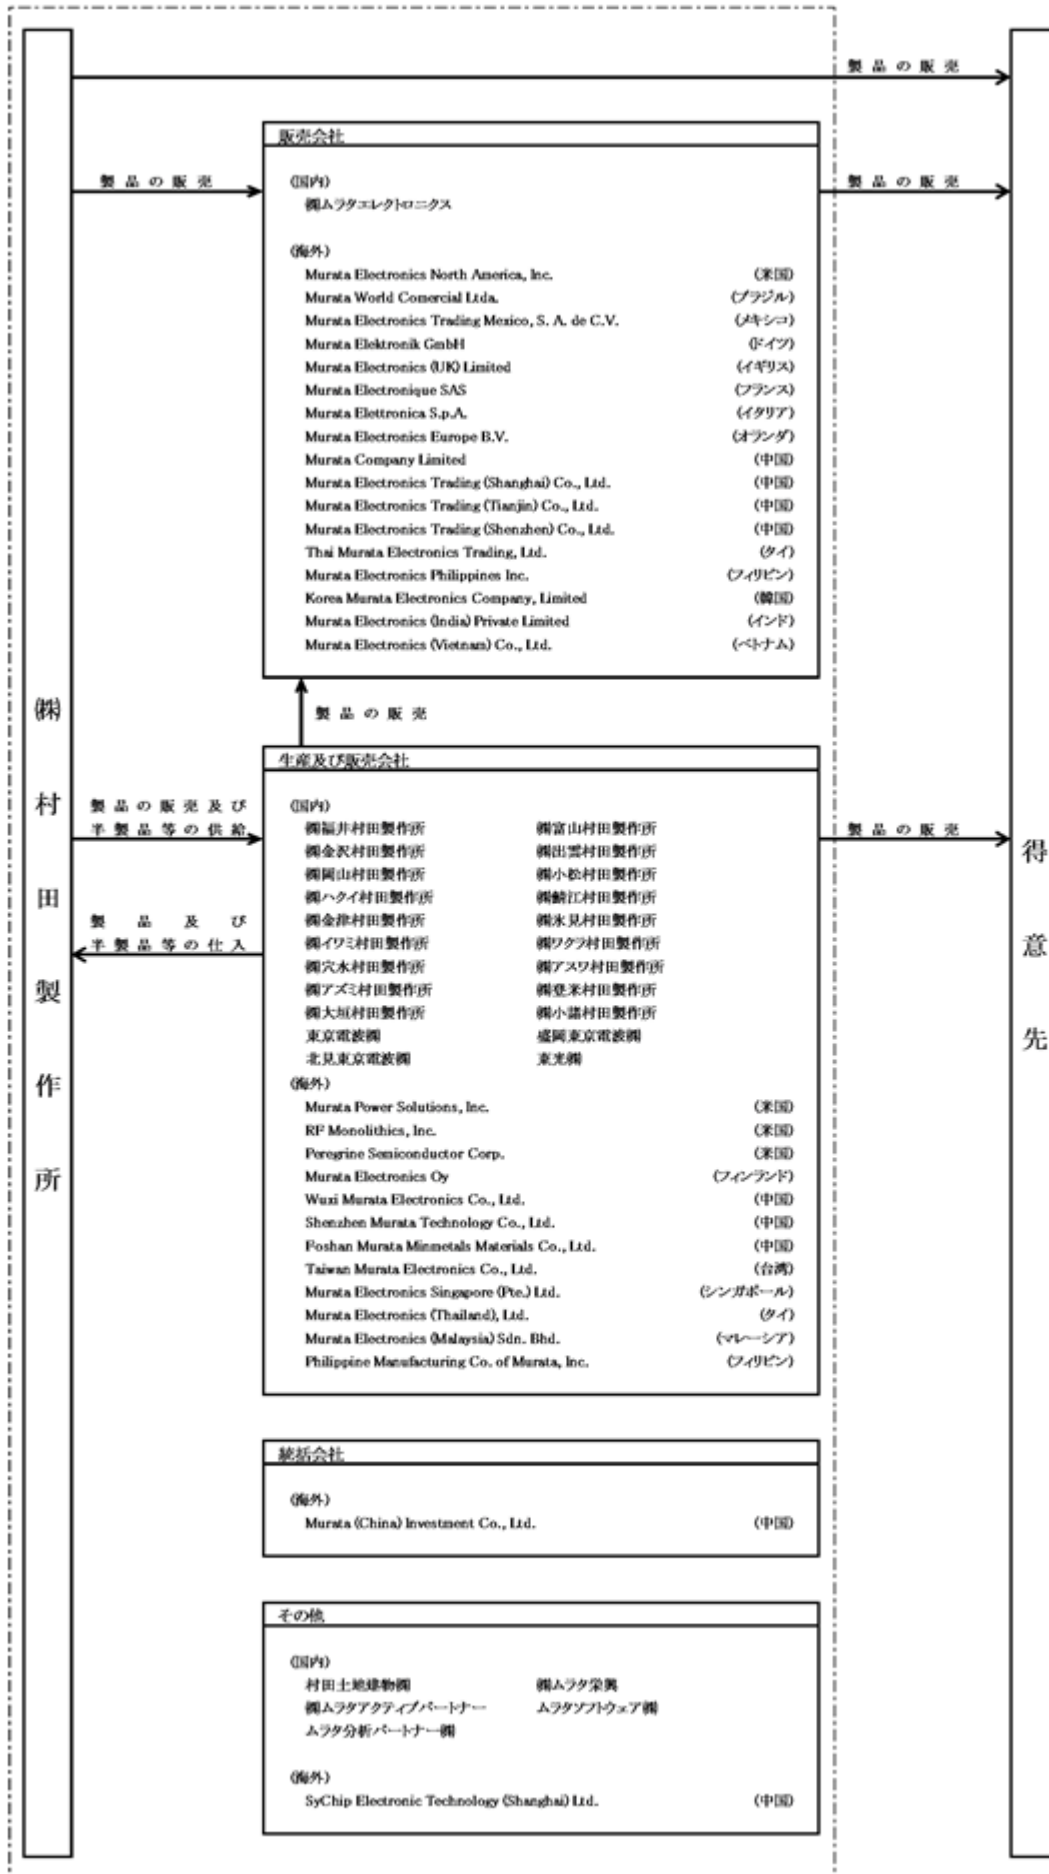 製品の販売
販売会社
製品の販売
(国内)
製品の販売
㈱ムラタエレクトロニクス
(海外)
Murata Electronics North America, Inc. (米国)
Murata World Comercial Ltda. (ブラジル)
Murata Electronics Trading Mexico, S. A. de C.V. (メキシコ)
Murata Elektronik GmbH (ドイツ)
Murata Electronics (UK) Limited (イギリス)
Murata Electronique SAS (フランス)
Murata Elettronica S.p.A. (イタリア)
Murata Electronics Europe B.V. (オランダ)
Murata Company Limited (中国)
Murata Electronics Trading (Shanghai) Co., Ltd. (中国)
Murata Electronics Trading (Tianjin) Co., Ltd. (中国)
Murata Electronics Trading (Shenzhen) Co., Ltd. (中国)
Thai Murata Electronics Trading, Ltd. (タイ)
Murata Electronics Philippines Inc. (フィリピン)
Korea Murata Electronics Company, Limited (韓国)
Murata Electronics (India) Private Limited (インド)
Murata Electronics (Vietnam) Co., Ltd. (ベトナム)
㈱村田製作所
製品の販売
生産及び販売会社
製品の販売及び
半製品等の供給
製品及び
半製品等の仕入
(国内)
㈱福井村田製作所 ㈱富山村田製作所
㈱金沢村田製作所 ㈱出雲村田製作所
㈱岡山村田製作所 ㈱小松村田製作所
㈱ハクイ村田製作所 ㈱鯖江村田製作所
㈱金津村田製作所 ㈱氷見村田製作所
㈱イワミ村田製作所 ㈱ワクラ村田製作所
㈱穴水村田製作所 ㈱アスワ村田製作所
㈱アズミ村田製作所 ㈱登米村田製作所
㈱大垣村田製作所 ㈱小諸村田製作所
東京電波㈱ 盛岡東京電波㈱
北見東京電波㈱ 東光㈱
(海外)
Murata Power Solutions, Inc. (米国)
RF Monolithics, Inc. (米国)
Peregrine Semiconductor Corp. (米国)
Murata Electronics Oy (フィンランド)
Wuxi Murata Electronics Co., Ltd. (中国)
Shenzhen Murata Technology Co., Ltd. (中国)
Foshan Murata Minmetals Materials Co., Ltd. (中国)
Taiwan Murata Electronics Co., Ltd. (台湾)
Murata Electronics Singapore (Pte.) Ltd. (シンガポール)
Murata Electronics (Thailand), Ltd. (タイ)
Murata Electronics (Malaysia) Sdn. Bhd. (マレーシア)
Philippine Manufacturing Co. of Murata, Inc. (フィリピン)
製品の販売
得意先
統括会社
(海外)
Murata (China) Investment Co., Ltd. (中国)
その他
(国内)
村田土地建物㈱ ㈱ムラタ栄興
㈱ムラタアクティブパートナー ムラタソフトウェア㈱
ムラタ分析パートナー㈱
(海外)
SyChip Electronic Technology (Shanghai) Ltd. (中国)